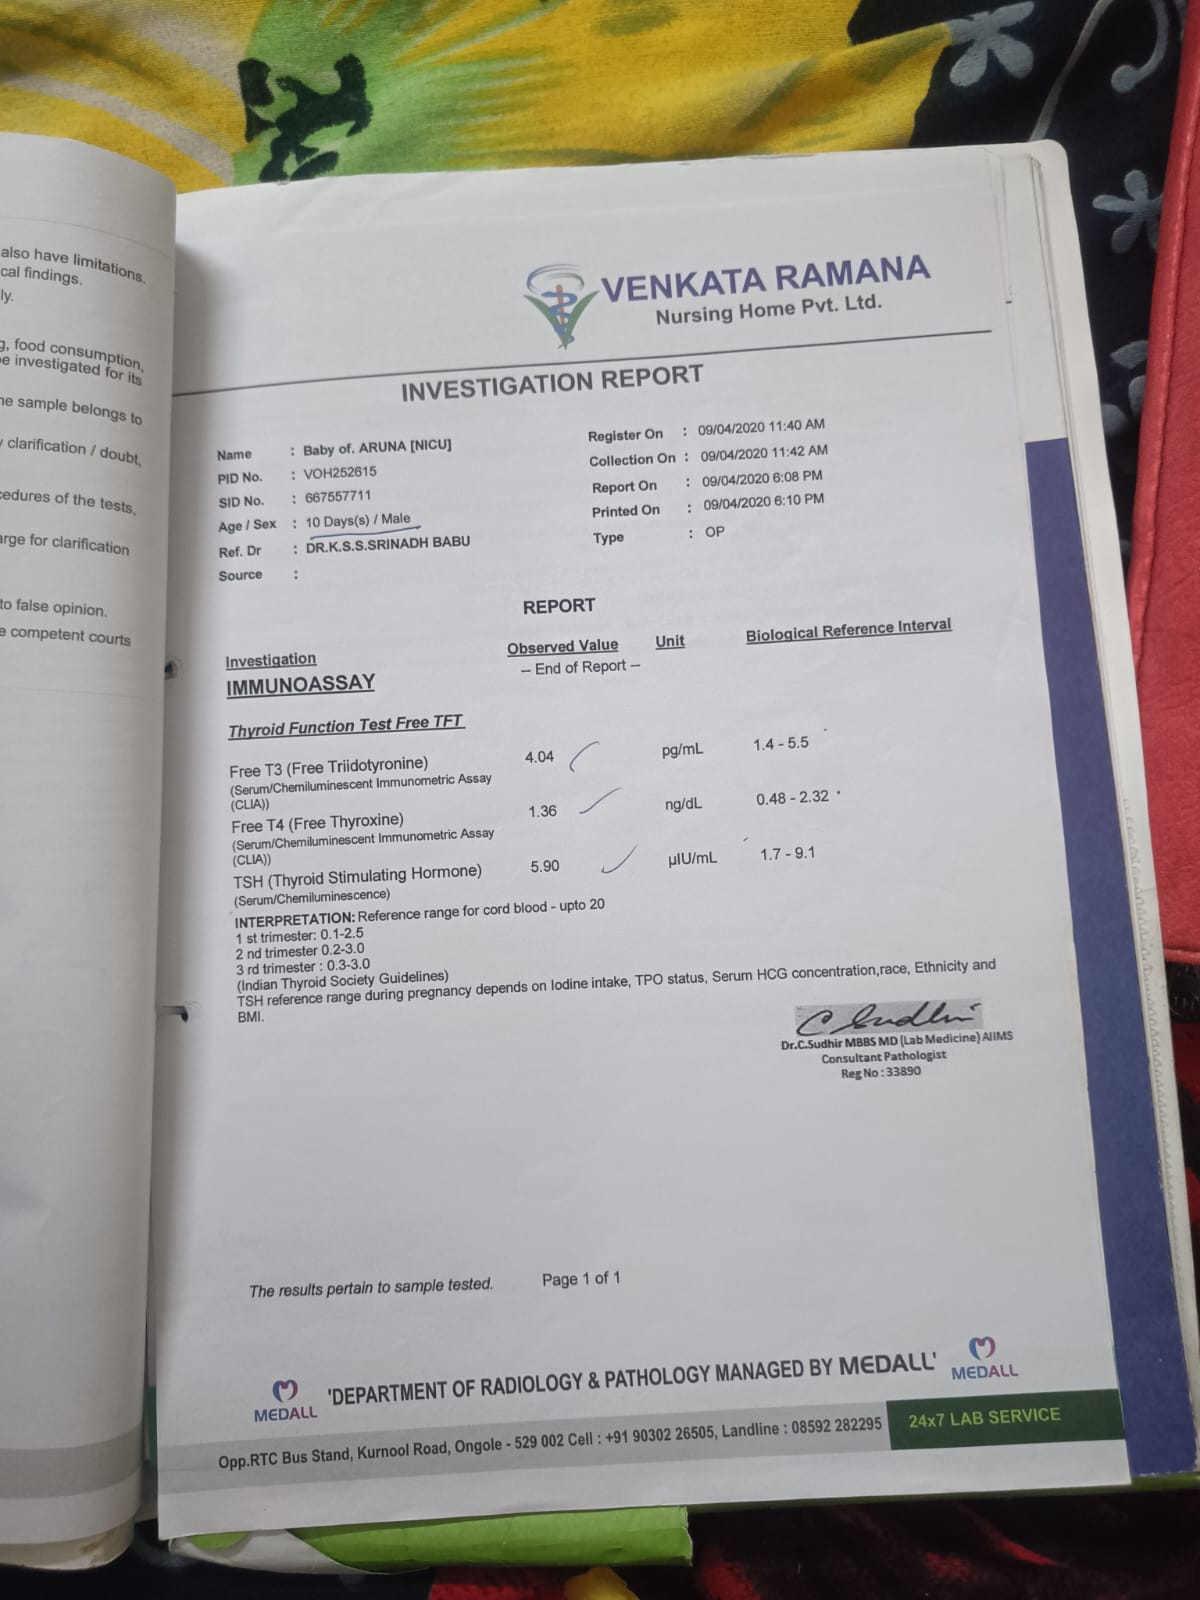 also have limitations.
cal findings.
ly.
g, food consumption,
be investigated for its
he sample belongs to
y clarification / doubt,
cedures of the tests,
arge for clarification
to false opinion.
e competent courts
VENKATA RAMANA
Nursing Home Pvt. Ltd.
INVESTIGATION REPORT
Name : Baby of. ARUNA [NICU]
PID No. : VOH252615
SID No. : 667557711
Age / Sex : 10 Days(s) / Male
Ref. Dr : DR.K.S.S.SRINADH BABU
Source :
Register On : 09/04/2020 11:40 AM
Collection On : 09/04/2020 11:42 AM
Report On : 09/04/2020 6:08 PM
Printed On : 09/04/2020 6:10 PM
Type : OP
REPORT
Investigation Observed Value Unit Biological Reference Interval
-- End of Report --
IMMUNOASSAY
Thyroid Function Test Free TFT
Free T3 (Free Triidotyronine) 4.04 pg/mL 1.4 - 5.5
(Serum/Chemiluminescent Immunometric Assay
(CLIA))
Free T4 (Free Thyroxine) 1.36 ng/dL 0.48 - 2.32
(Serum/Chemiluminescent Immunometric Assay
(CLIA))
TSH (Thyroid Stimulating Hormone) 5.90 µIU/mL 1.7 - 9.1
(Serum/Chemiluminescence)
INTERPRETATION: Reference range for cord blood - upto 20
1 st trimester: 0.1-2.5
2 nd trimester 0.2-3.0
3 rd trimester : 0.3-3.0
(Indian Thyroid Society Guidelines)
TSH reference range during pregnancy depends on Iodine intake, TPO status, Serum HCG concentration,race, Ethnicity and
BMI.
C Sudhir
Dr.C.Sudhir MBBS MD (Lab Medicine) AIIMS
Consultant Pathologist
Reg No : 33890
The results pertain to sample tested. Page 1 of 1
MEDALL 'DEPARTMENT OF RADIOLOGY & PATHOLOGY MANAGED BY MEDALL' MEDALL
Opp.RTC Bus Stand, Kurnool Road, Ongole - 529 002 Cell : +91 90302 26505, Landline : 08592 282295 24x7 LAB SERVICE